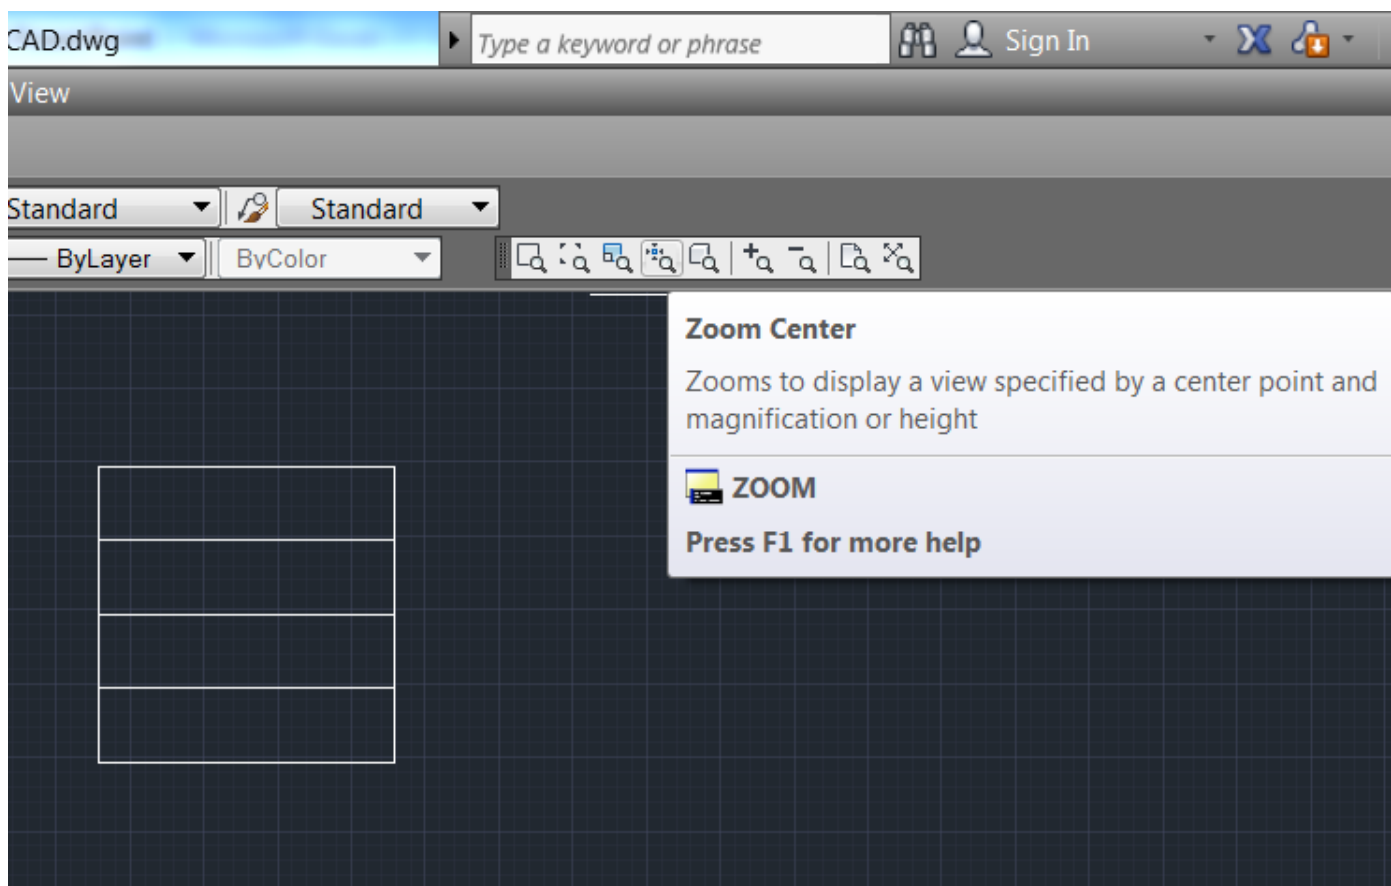 CAD.dwg
Type a keyword or phrase
Sign In
View
Standard
Standard
ByLayer
ByColor
Zoom Center
Zooms to display a view specified by a center point and
magnification or height
ZOOM
Press F1 for more help